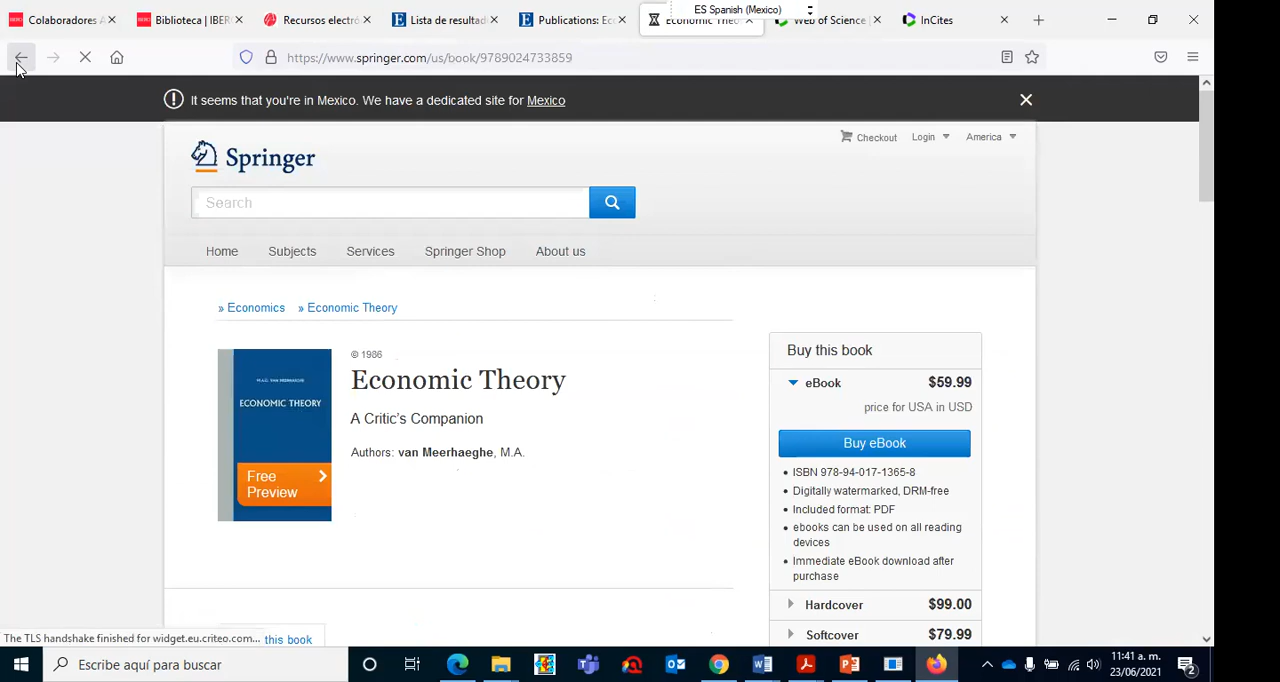 ES Spanish (Mexico)
Colaboradores A
Biblioteca | IBER
Recursos electró
Lista de resultad
Publications: Eco
Economic Theo
Web of Science
InCites
https://www.springer.com/us/book/9789024733859
It seems that you're in Mexico. We have a dedicated site for Mexico
Checkout
Login
America
Springer
Search
Home
Subjects
Services
Springer Shop
About us
» Economics » Economic Theory
© 1986
Economic Theory
A Critic's Companion
Authors: van Meerhaeghe, M.A.
ECONOMIC THEORY
Free
Preview
Buy this book
eBook $59.99
price for USA in USD
Buy eBook
ISBN 978-94-017-1365-8
Digitally watermarked, DRM-free
Included format: PDF
ebooks can be used on all reading
devices
Immediate eBook download after
purchase
Hardcover $99.00
Softcover $79.99
The TLS handshake finished for widget.eu.criteo.com...
this book
Escribe aquí para buscar
11:41 a. m.
23/06/2021
2